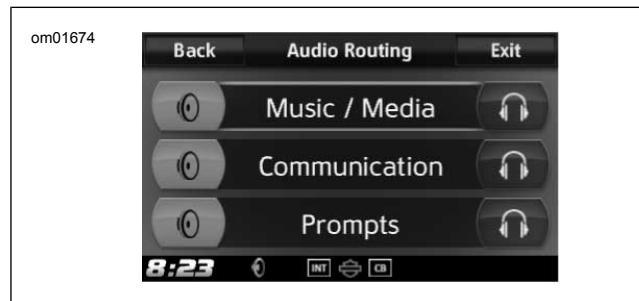 om01674
Back Audio Routing Exit
Music / Media
Communication
Prompts
8:23 INT CB